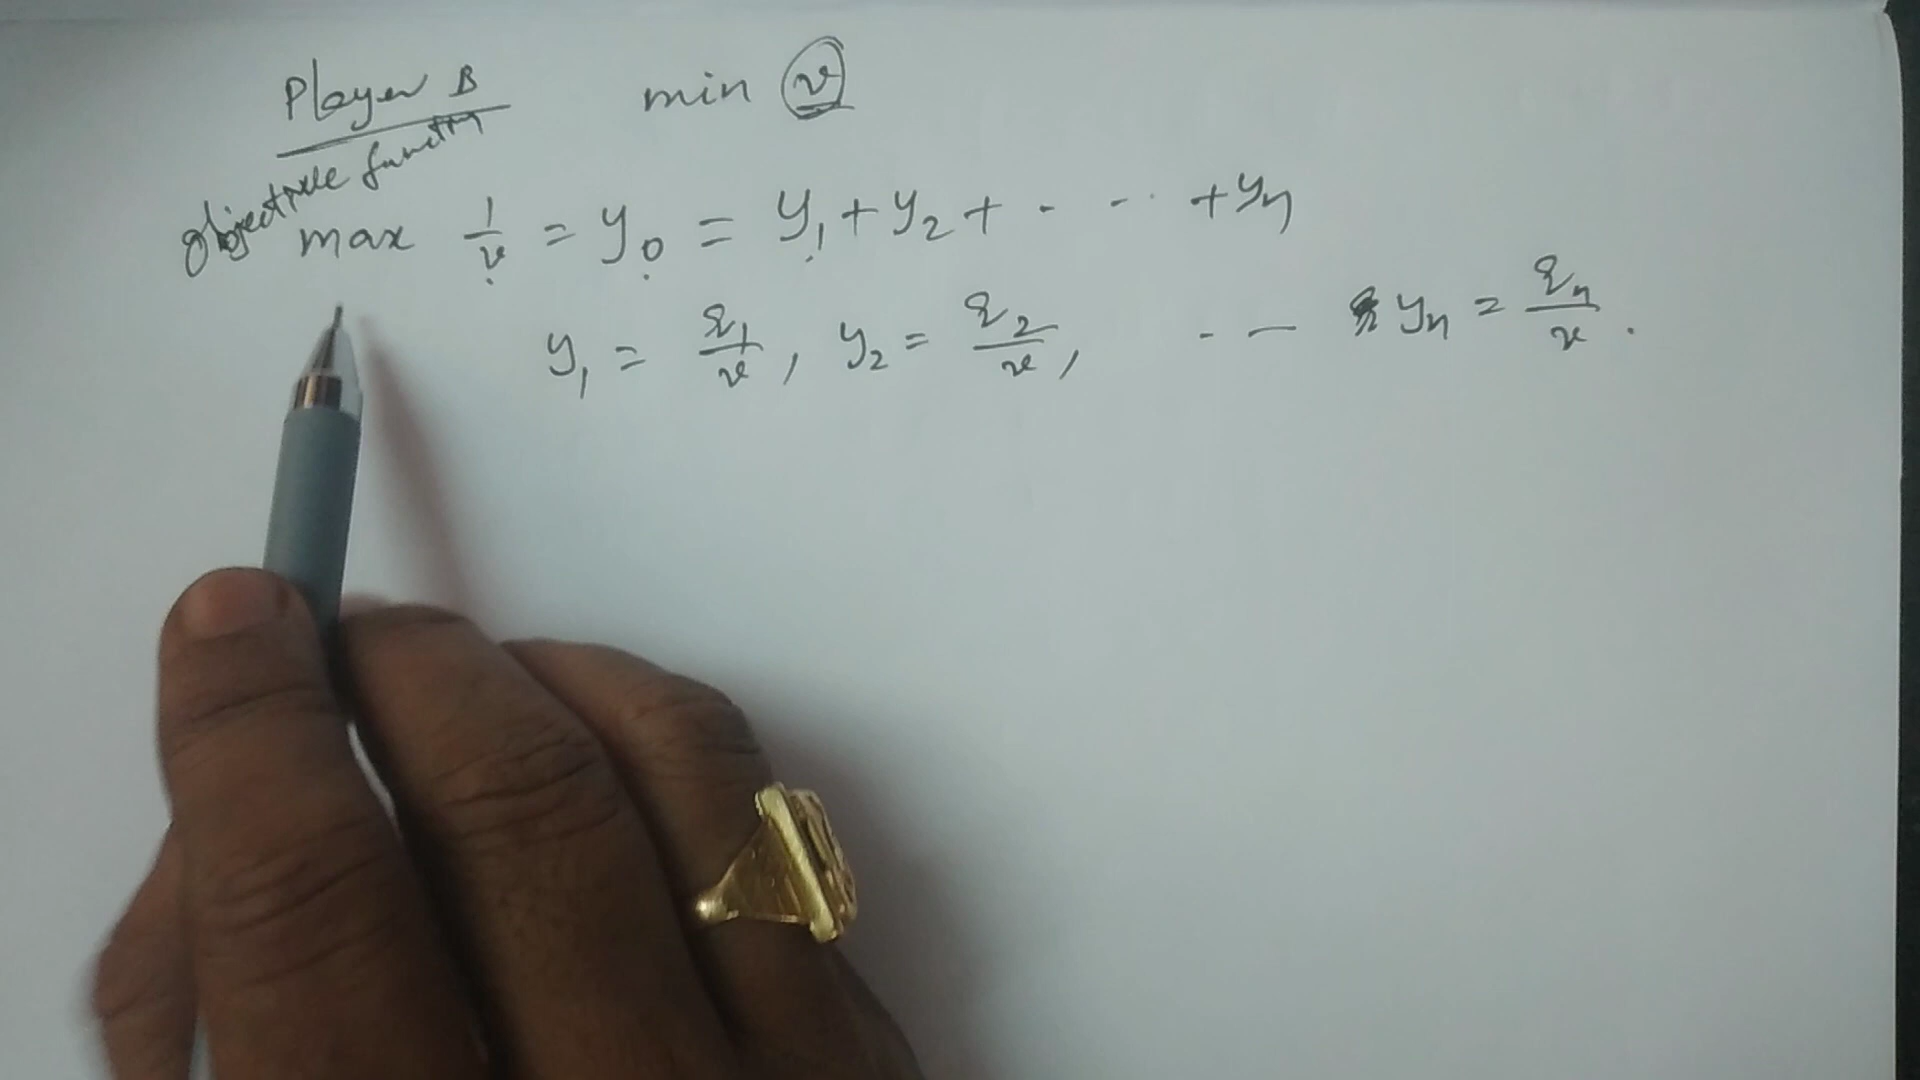 Player B min v
objective function
max 1/v = y₀ = y₁ + y₂ + - - .. + yₙ
y₁ = q₁/v, y₂ = q₂/v, - — yₙ = qₙ/v.